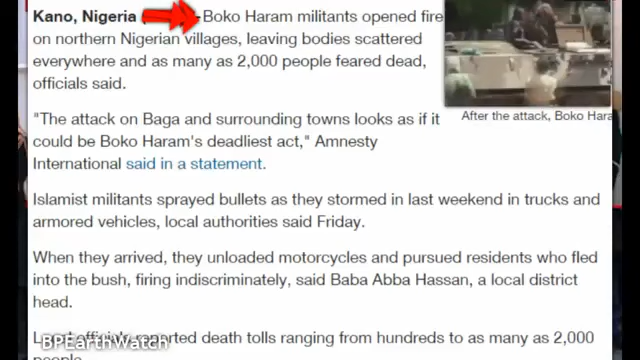 Kano, Nigeria Boko Haram militants opened fire
on northern Nigerian villages, leaving bodies scattered
everywhere and as many as 2,000 people feared dead,
officials said.
After the attack, Boko Hara
"The attack on Baga and surrounding towns looks as if it
could be Boko Haram's deadliest act," Amnesty
International said in a statement.
Islamist militants sprayed bullets as they stormed in last weekend in trucks and
armored vehicles, local authorities said Friday.
When they arrived, they unloaded motorcycles and pursued residents who fled
into the bush, firing indiscriminately, said Baba Abba Hassan, a local district
head.
reported death tolls ranging from hundreds to as many as 2,000
people
BPEarthWatch